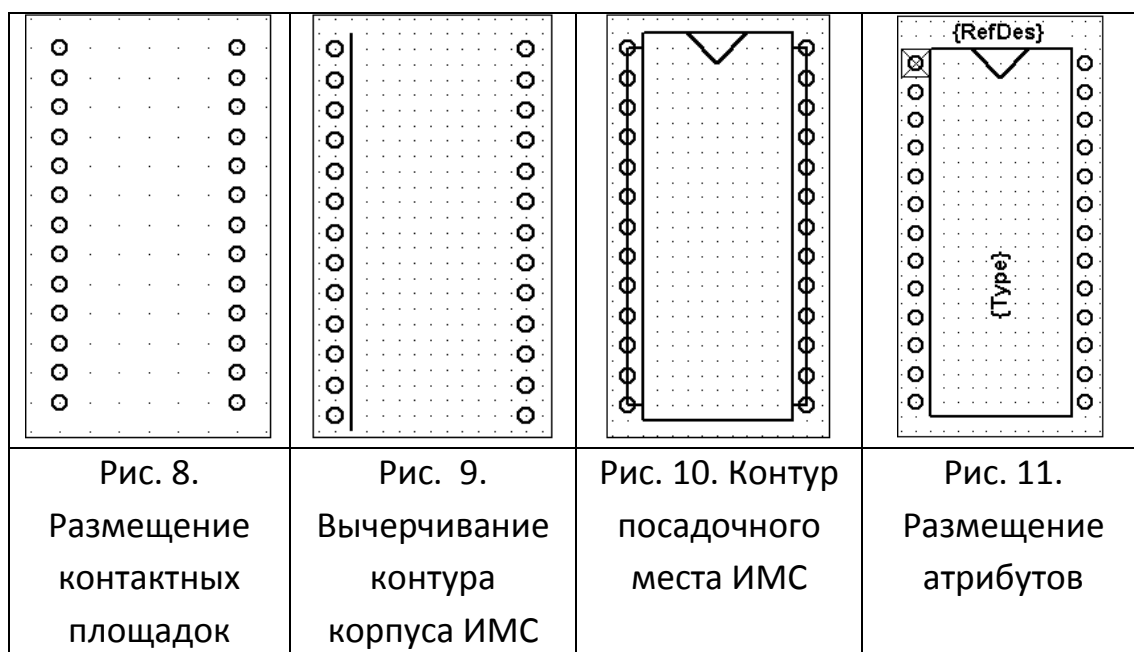 {RefDes}
{Type}
Рис. 8.
Размещение
контактных
площадок
Рис. 9.
Вычерчивание
контура
корпуса ИМС
Рис. 10. Контур
посадочного
места ИМС
Рис. 11.
Размещение
атрибутов